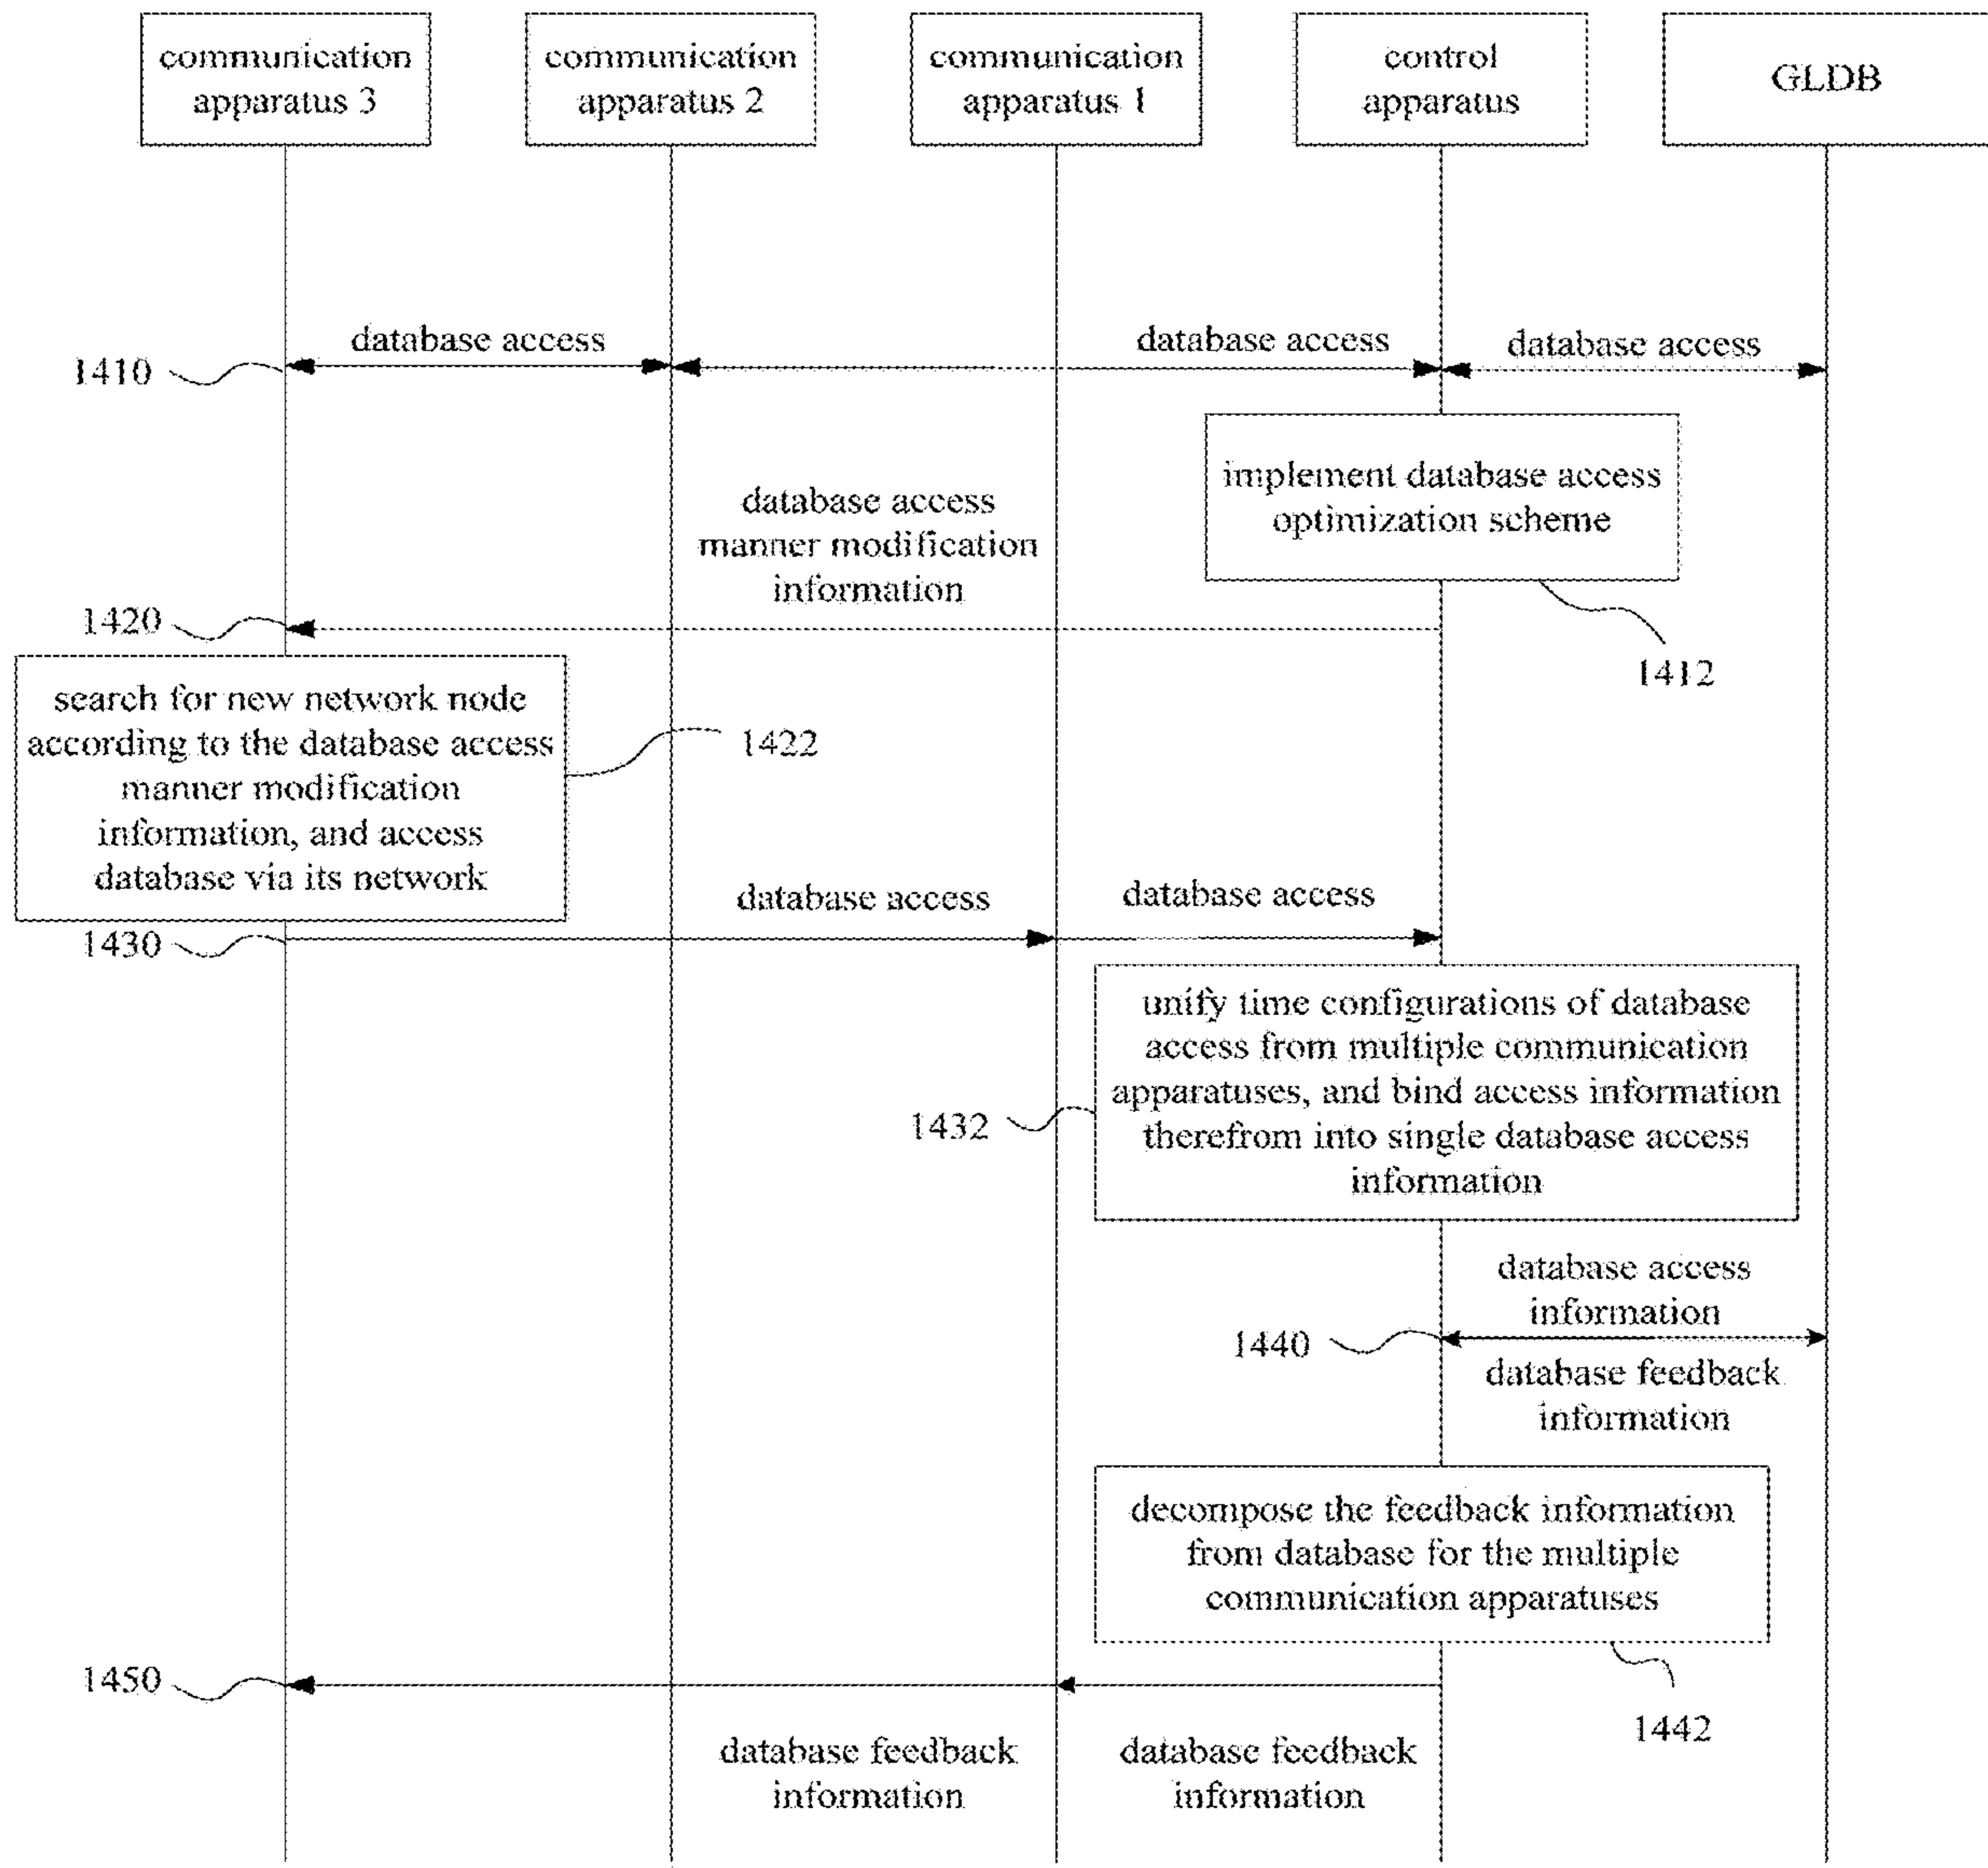 communication
apparatus 3
communication
apparatus 2
communication
apparatus 1
control
apparatus
GLDB
database access
database access
database access
1410
implement database access
optimization scheme
1412
database access
manner modification
information
1420
search for new network node
according to the database access
manner modification
information, and access
database via its network
1422
database access
database access
1430
unify time configurations of database
access from multiple communication
apparatuses, and bind access information
therefrom into single database access
information
1432
database access
information
1440
database feedback
information
decompose the feedback information
from database for the multiple
communication apparatuses
1442
1450
database feedback
information
database feedback
information